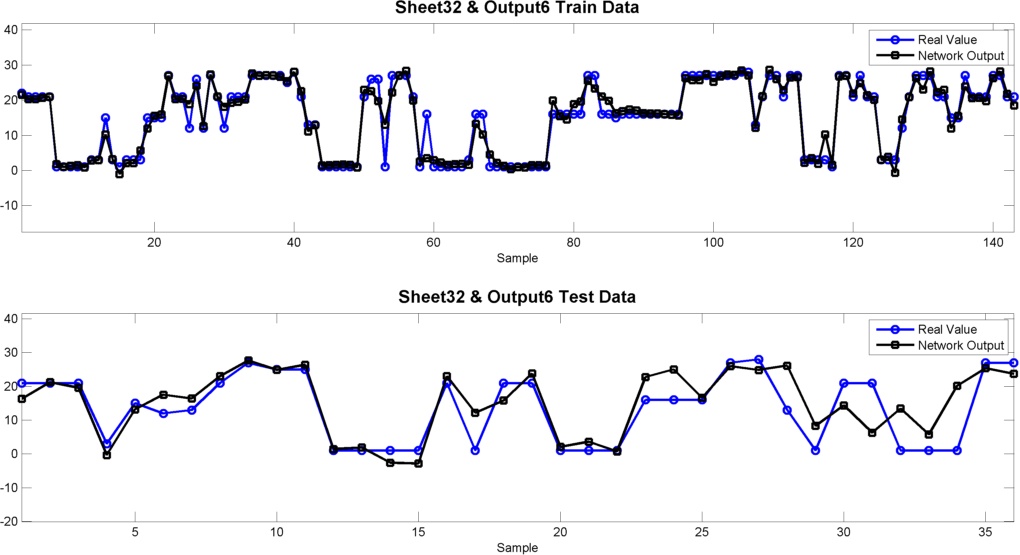 Sheet32 & Output6 Train Data
40
30
20
10
0
-10
Real Value
Network Output
20 40 60 80 100 120 140
Sample
Sheet32 & Output6 Test Data
40
30
20
10
0
-10
-20
Real Value
Network Output
5 10 15 20 25 30 35
Sample